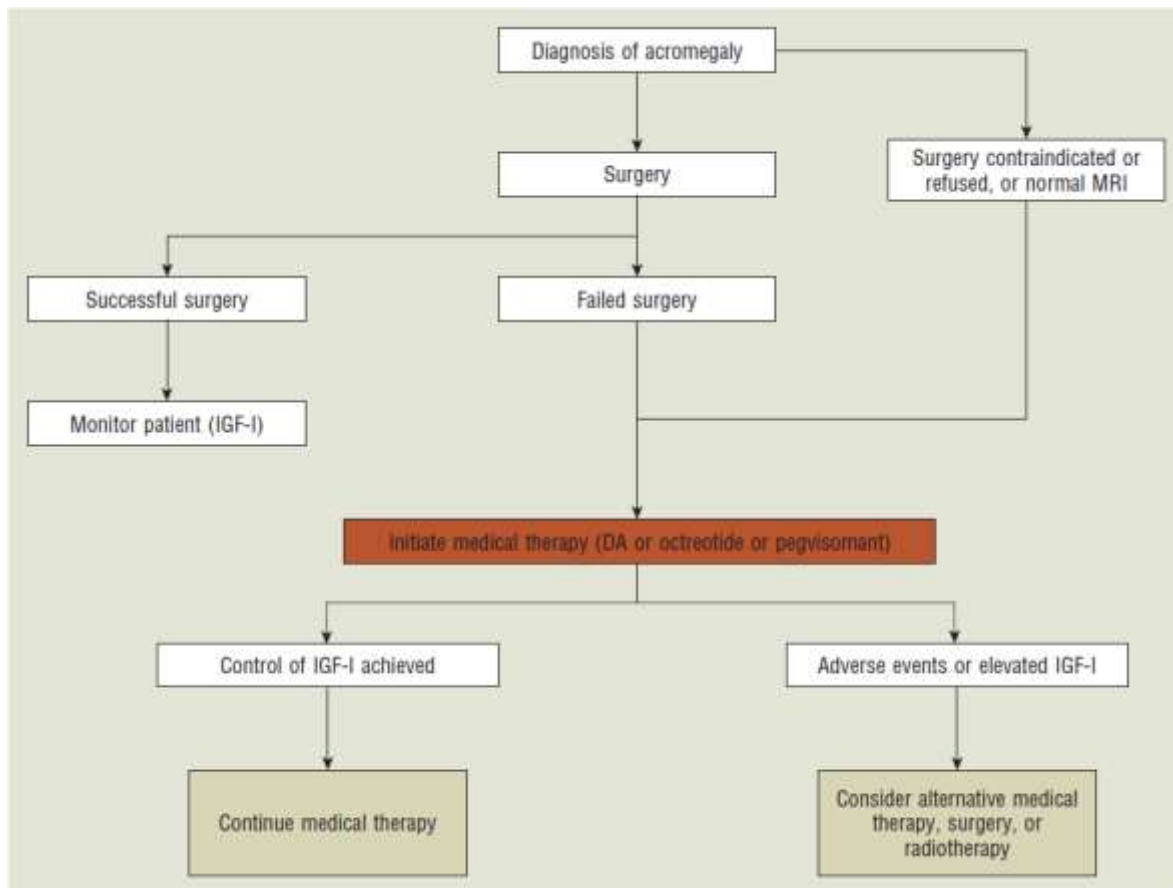 Diagnosis of acromegaly
Surgery
Surgery contraindicated or
refused, or normal MRI
Successful surgery
Failed surgery
Monitor patient (IGF-I)
Initiate medical therapy (DA or octreotide or pegvisomant)
Control of IGF-I achieved
Adverse events or elevated IGF-I
Continue medical therapy
Consider alternative medical
therapy, surgery, or
radiotherapy